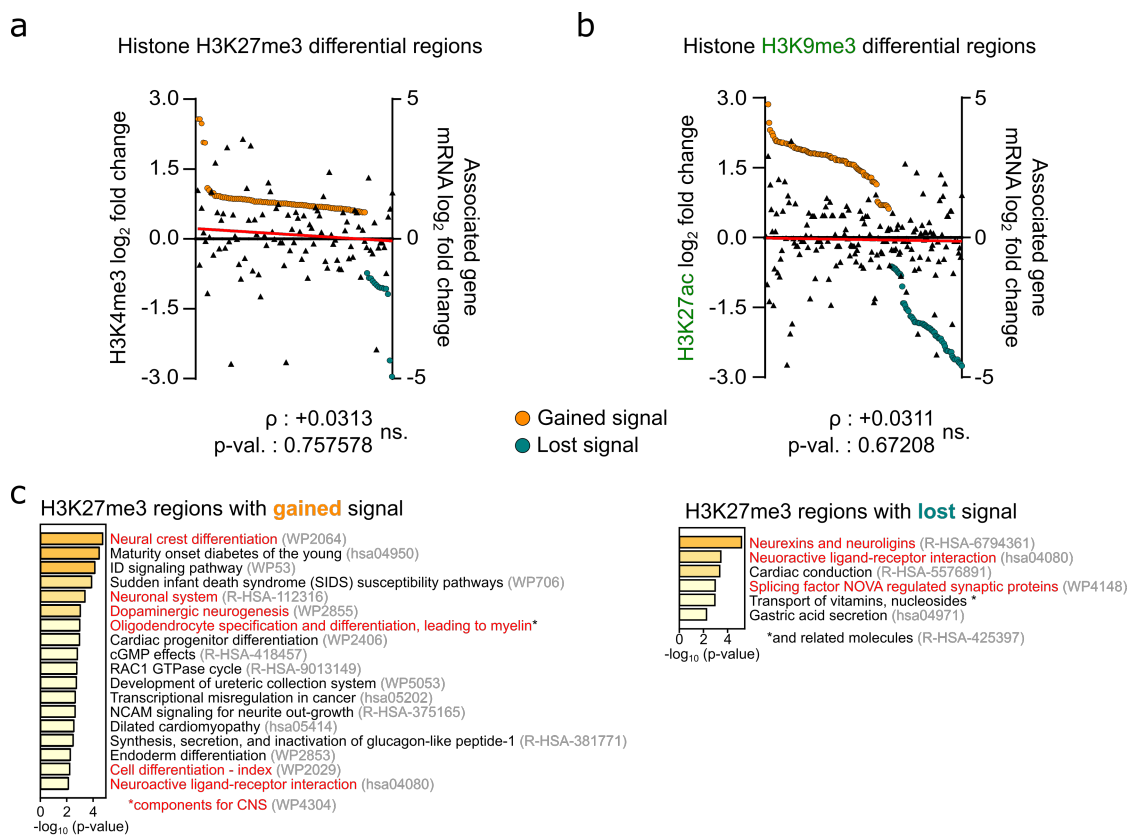 a
Histone H3K27me3 differential regions
3.0
1.5
0.0
-1.5
-3.0
H3K4me3 log2 fold change
5
0
-5
Associated gene
mRNA log2 fold change
ρ : +0.0313
p-val. : 0.757578
ns.
b
Histone H3K9me3 differential regions
3.0
1.5
0.0
-1.5
-3.0
H3K27ac log2 fold change
5
0
-5
Associated gene
mRNA log2 fold change
ρ : +0.0311
p-val. : 0.67208
ns.
Gained signal
Lost signal
c
H3K27me3 regions with gained signal
Neural crest differentiation (WP2064)
Maturity onset diabetes of the young (hsa04950)
ID signaling pathway (WP53)
Sudden infant death syndrome (SIDS) susceptibility pathways (WP706)
Neuronal system (R-HSA-112316)
Dopaminergic neurogenesis (WP2855)
Oligodendrocyte specification and differentiation, leading to myelin*
Cardiac progenitor differentiation (WP2406)
cGMP effects (R-HSA-418457)
RAC1 GTPase cycle (R-HSA-9013149)
Development of ureteric collection system (WP5053)
Transcriptional misregulation in cancer (hsa05202)
NCAM signaling for neurite out-growth (R-HSA-375165)
Dilated cardiomyopathy (hsa05414)
Synthesis, secretion, and inactivation of glucagon-like peptide-1 (R-HSA-381771)
Endoderm differentiation (WP2853)
Cell differentiation - index (WP2029)
Neuroactive ligand-receptor interaction (hsa04080)
*components for CNS (WP4304)
0 2 4
-log10 (p-value)
H3K27me3 regions with lost signal
Neurexins and neuroligins (R-HSA-6794361)
Neuoractive ligand-receptor interaction (hsa04080)
Cardiac conduction (R-HSA-5576891)
Splicing factor NOVA regulated synaptic proteins (WP4148)
Transport of vitamins, nucleosides *
Gastric acid secretion (hsa04971)
*and related molecules (R-HSA-425397)
0 2 4
-log10 (p-value)